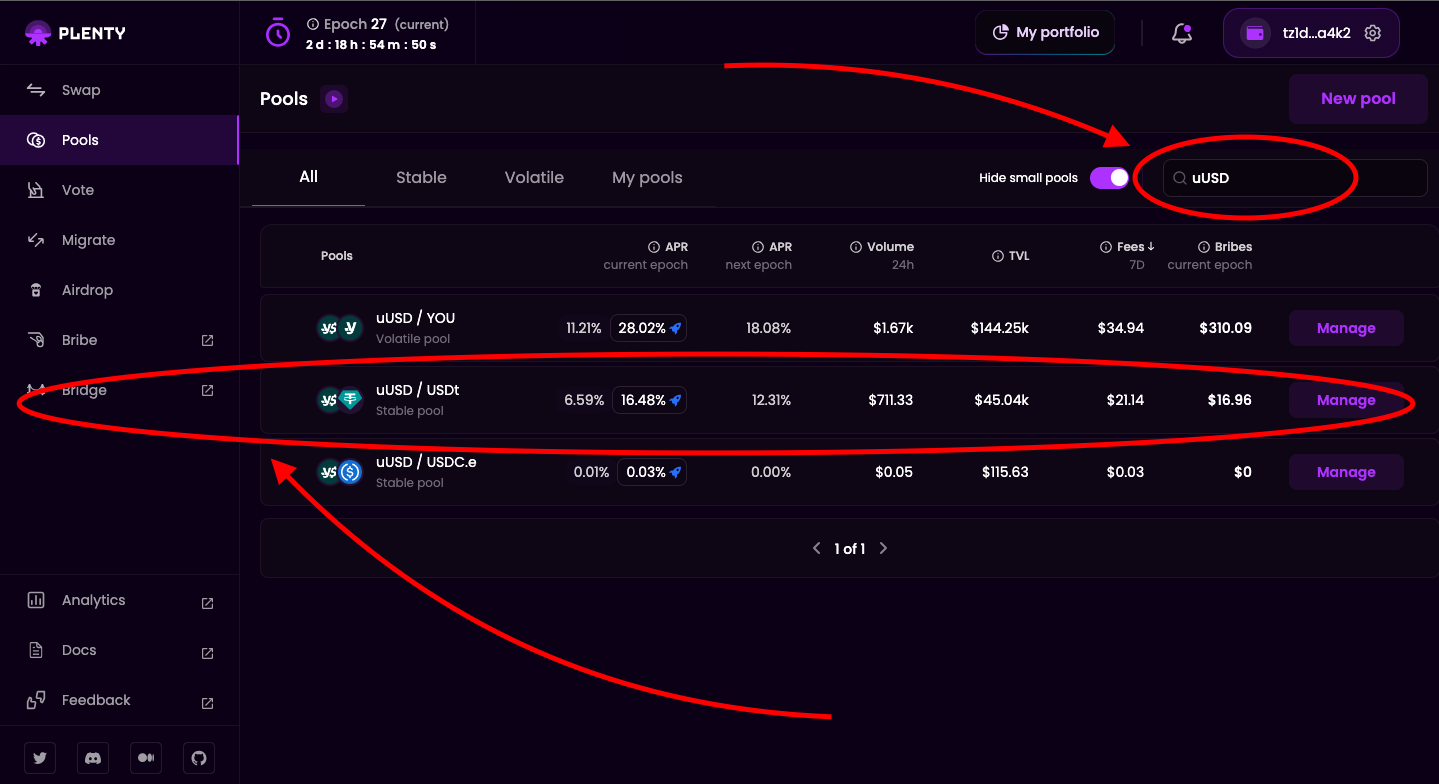 PLENTY
Epoch 27 (current)
2 d : 18 h : 54 m : 50 s
My portfolio
tz1d...a4k2
Swap
Pools
Vote
Migrate
Airdrop
Bribe
Bridge
Analytics
Docs
Feedback
Pools
New pool
All Stable Volatile My pools
Hide small pools
uUSD
Pools
APR
current epoch
APR
next epoch
Volume
24h
TVL
Fees ↓
7D
Bribes
current epoch
uUSD / YOU
Volatile pool
11.21% 28.02% 18.08% $1.67k $144.25k $34.94 $310.09 Manage
uUSD / USDt
Stable pool
6.59% 16.48% 12.31% $711.33 $45.04k $21.14 $16.96 Manage
uUSD / USDC.e
Stable pool
0.01% 0.03% 0.00% $0.05 $115.63 $0.03 $0 Manage
1 of 1